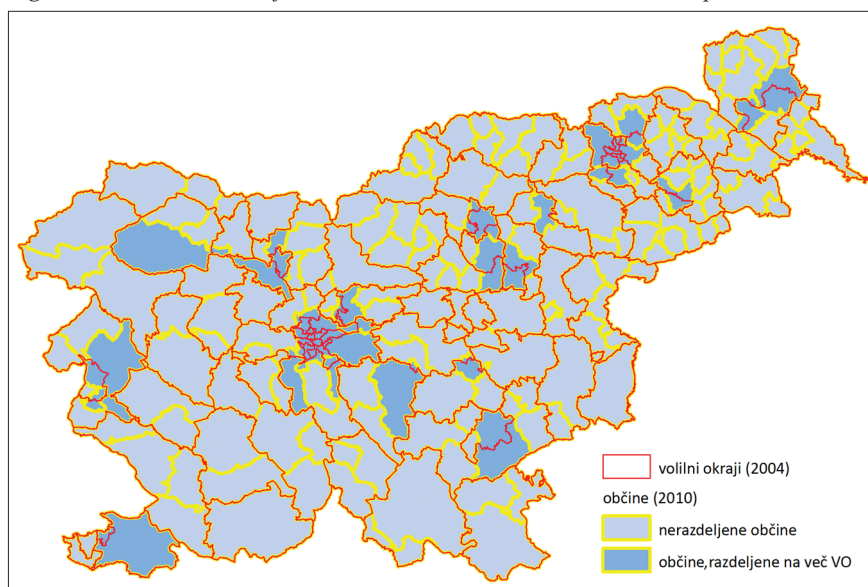 volilni okraji (2004)
občine (2010)
nerazdeljene občine
občine,razdeljene na več VO